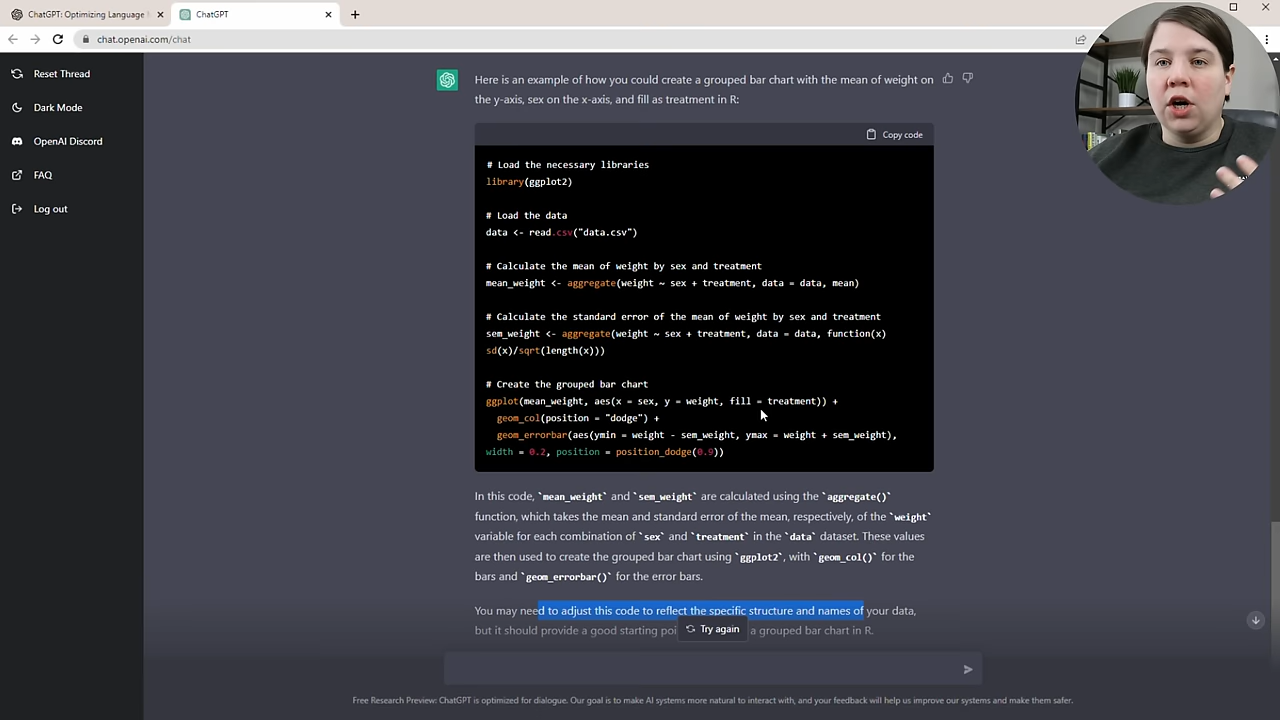 ChatGPT: Optimizing Language
ChatGPT
chat.openai.com/chat
Reset Thread
Dark Mode
OpenAI Discord
FAQ
Log out
Here is an example of how you could create a grouped bar chart with the mean of weight on
the y-axis, sex on the x-axis, and fill as treatment in R:
Copy code
# Load the necessary libraries
library(ggplot2)
# Load the data
data <- read.csv("data.csv")
# Calculate the mean of weight by sex and treatment
mean_weight <- aggregate(weight ~ sex + treatment, data = data, mean)
# Calculate the standard error of the mean of weight by sex and treatment
sem_weight <- aggregate(weight ~ sex + treatment, data = data, function(x)
sd(x)/sqrt(length(x)))
# Create the grouped bar chart
ggplot(mean_weight, aes(x = sex, y = weight, fill = treatment)) +
geom_col(position = "dodge") +
geom_errorbar(aes(ymin = weight - sem_weight, ymax = weight + sem_weight),
width = 0.2, position = position_dodge(0.9))
In this code, `mean_weight` and `sem_weight` are calculated using the `aggregate()`
function, which takes the mean and standard error of the mean, respectively, of the `weight`
variable for each combination of `sex` and `treatment` in the `data` dataset. These values
are then used to create the grouped bar chart using `ggplot2`, with `geom_col()` for the
bars and `geom_errorbar()` for the error bars.
You may need to adjust this code to reflect the specific structure and names of your data,
but it should provide a good starting poi a grouped bar chart in R.
Try again
Free Research Preview: ChatGPT is optimized for dialogue. Our goal is to make AI systems more natural to interact with, and your feedback will help us improve our systems and make them safer.